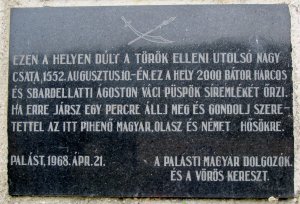 EZEN A HELYEN DÚLT A TÖRÖK ELLENI UTOLSÓ NAGY
CSATA, 1552. AUGUSZTUS.10.-ÉN. EZ A HELY 2000 BÁTOR HARCOS
ÉS SBARDELLATTI ÁGOSTON VÁCI PÜSPÖK SÍREMLÉKÉT ŐRZI.
HA ERRE JÁRSZ EGY PERCRE ÁLLJ MEG ÉS GONDOLJ SZERE-
TETTEL AZ ITT PIHENŐ MAGYAR, OLASZ ÉS NÉMET HŐSÖKRE.
PALÁST, 1968. ÁPR. 21.
A PALÁSTI MAGYAR DOLGOZÓK
ÉS A VÖRÖS KERESZT.